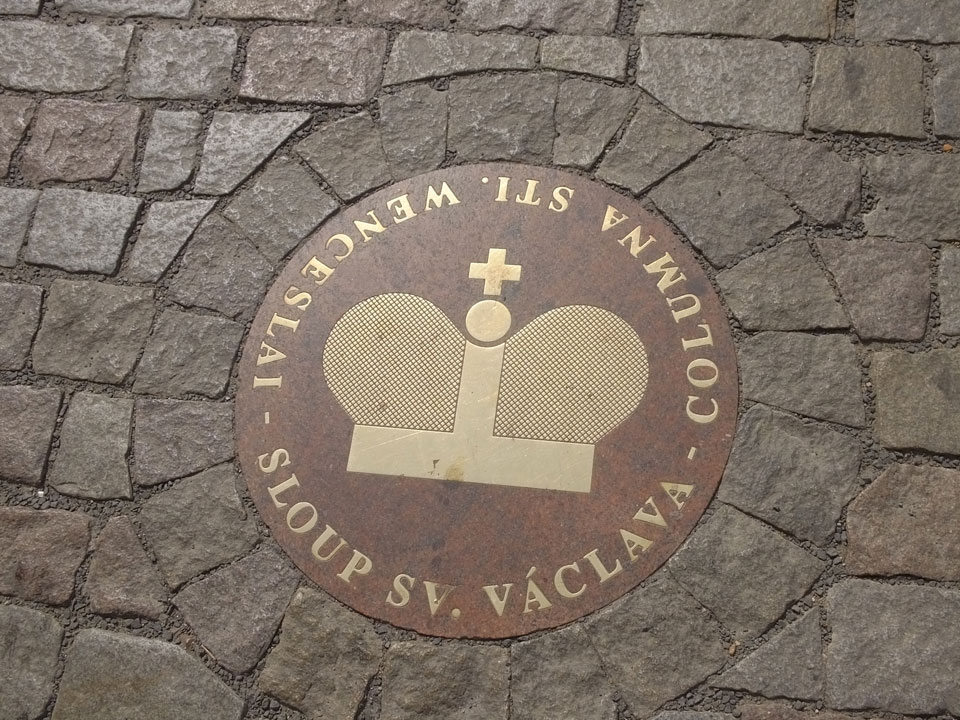 SLOUP SV. VÁCLAVA - COLUMNA STI. WENCESLAI -